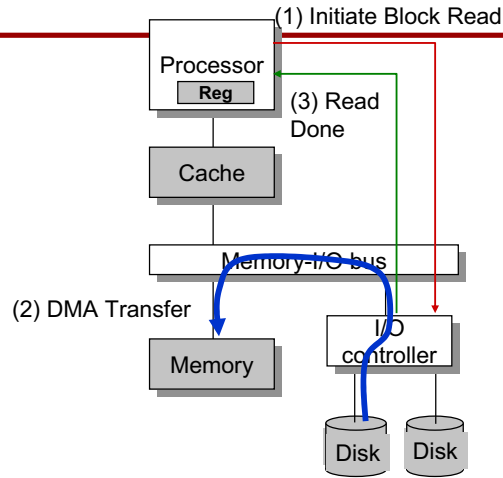 (1) Initiate Block Read
Processor
Reg
(3) Read
Done
Cache
Memory-I/O bus
(2) DMA Transfer
I/O
controller
Memory
Disk
Disk